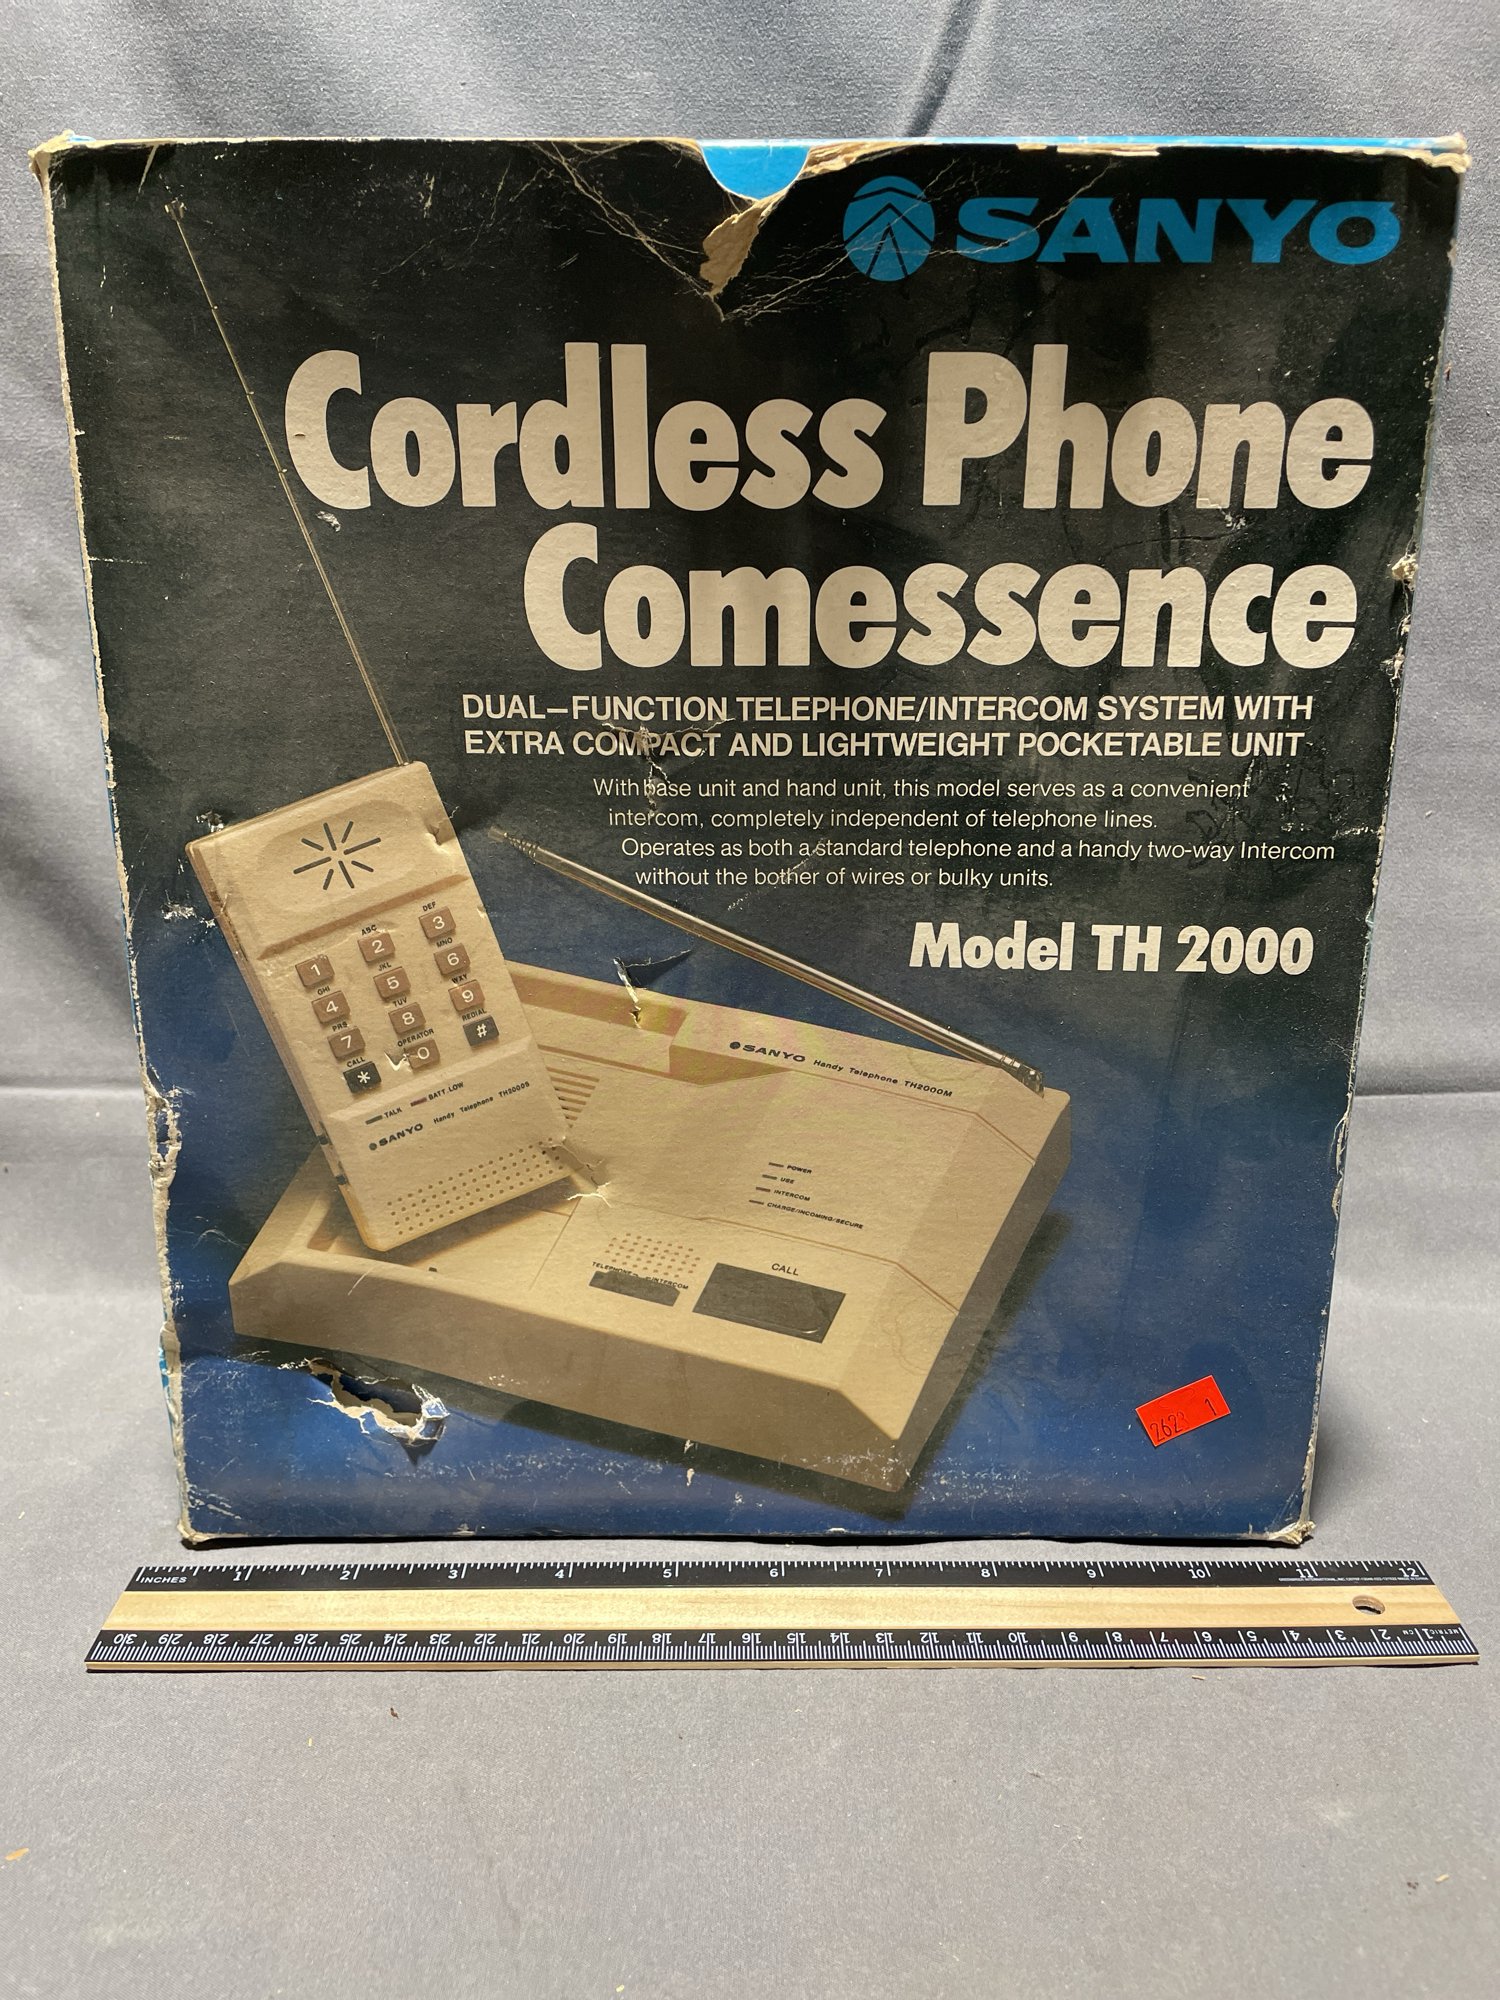 SANYO
Cordless Phone
Comessence
DUAL–FUNCTION TELEPHONE/INTERCOM SYSTEM WITH
EXTRA COMPACT AND LIGHTWEIGHT POCKETABLE UNIT
With base unit and hand unit, this model serves as a convenient
intercom, completely independent of telephone lines.
Operates as both a standard telephone and a handy two-way Intercom
without the bother of wires or bulky units.
Model TH 2000
ABC DEF
1 2 3
GHI JKL MNO
4 5 6
PRS TUV WXY
7 8 9
CALL OPERATOR REDIAL
* 0 #
TALK BATT LOW
SANYO Handy Telephone TH2000S
SANYO Handy Telephone TH2000M
POWER
USE
INTERCOM
CHARGE/INCOMING/SECURE
TELEPHONE INTERCOM
CALL
1
INCHES 1 2 3 4 5 6 7 8 9 10 11 12
30 29 28 27 26 25 24 23 22 21 20 19 18 17 16 15 14 13 12 11 10 9 8 7 6 5 4 3 2 1 METRIC CM